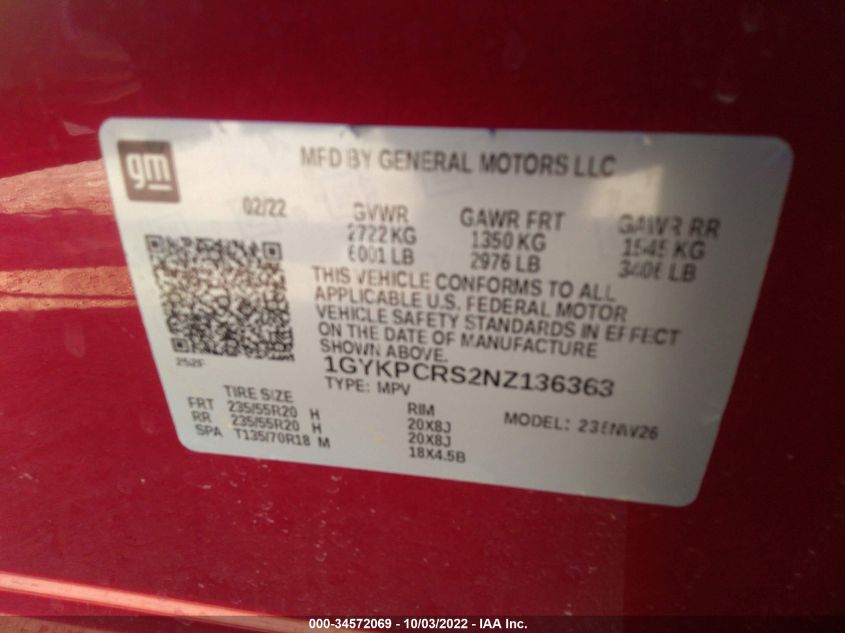 gm
MFD BY GENERAL MOTORS LLC
02/22 GVWR GAWR FRT GAWR RR
2722 KG 1350 KG 1545 KG
6001 LB 2976 LB 3406 LB
THIS VEHICLE CONFORMS TO ALL
APPLICABLE U.S. FEDERAL MOTOR
VEHICLE SAFETY STANDARDS IN EFFECT
ON THE DATE OF MANUFACTURE
SHOWN ABOVE.
1GYKPCRS2NZ136363
TYPE: MPV
TIRE SIZE RIM MODEL:
FRT 235/55R20 H 20X8J
RR 235/55R20 H 20X8J
SPA T135/70R18 M 18X4.5B
000-34572069 - 10/03/2022 - IAA Inc.